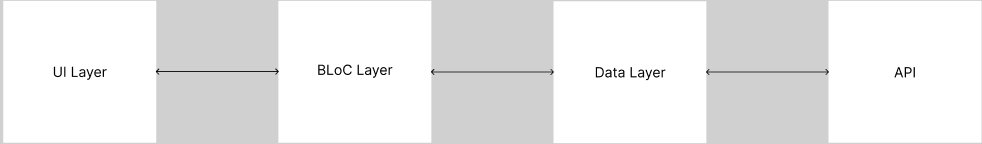 UI Layer
BLoC Layer
Data Layer
API